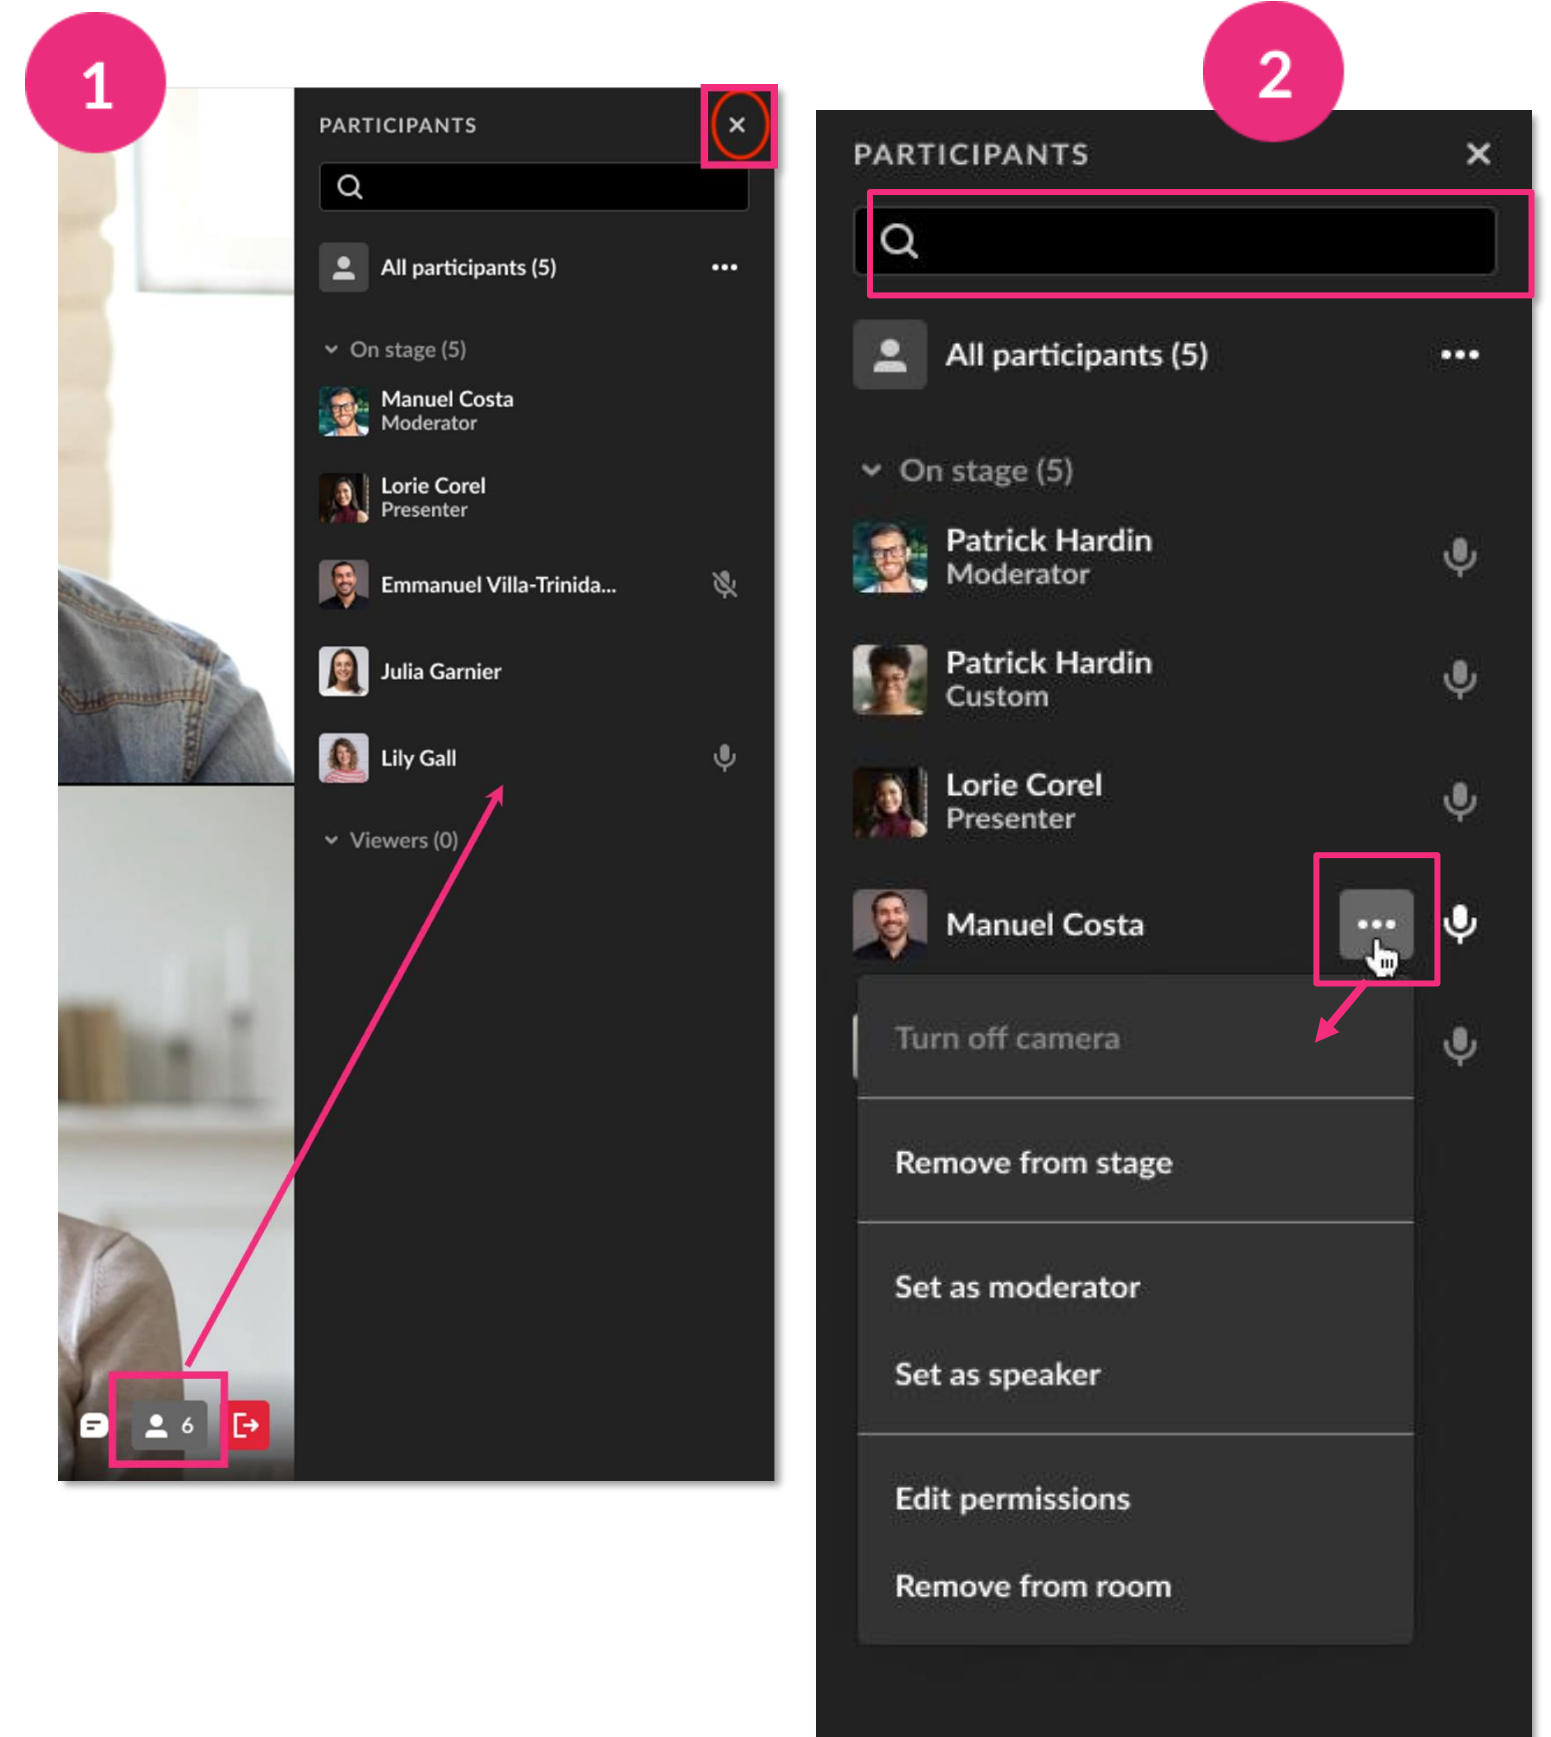 1
PARTICIPANTS
All participants (5)
On stage (5)
Manuel Costa
Moderator
Lorie Corel
Presenter
Emmanuel Villa-Trinida...
Julia Garnier
Lily Gall
Viewers (0)
6
2
PARTICIPANTS
All participants (5)
On stage (5)
Patrick Hardin
Moderator
Patrick Hardin
Custom
Lorie Corel
Presenter
Manuel Costa
Turn off camera
Remove from stage
Set as moderator
Set as speaker
Edit permissions
Remove from room